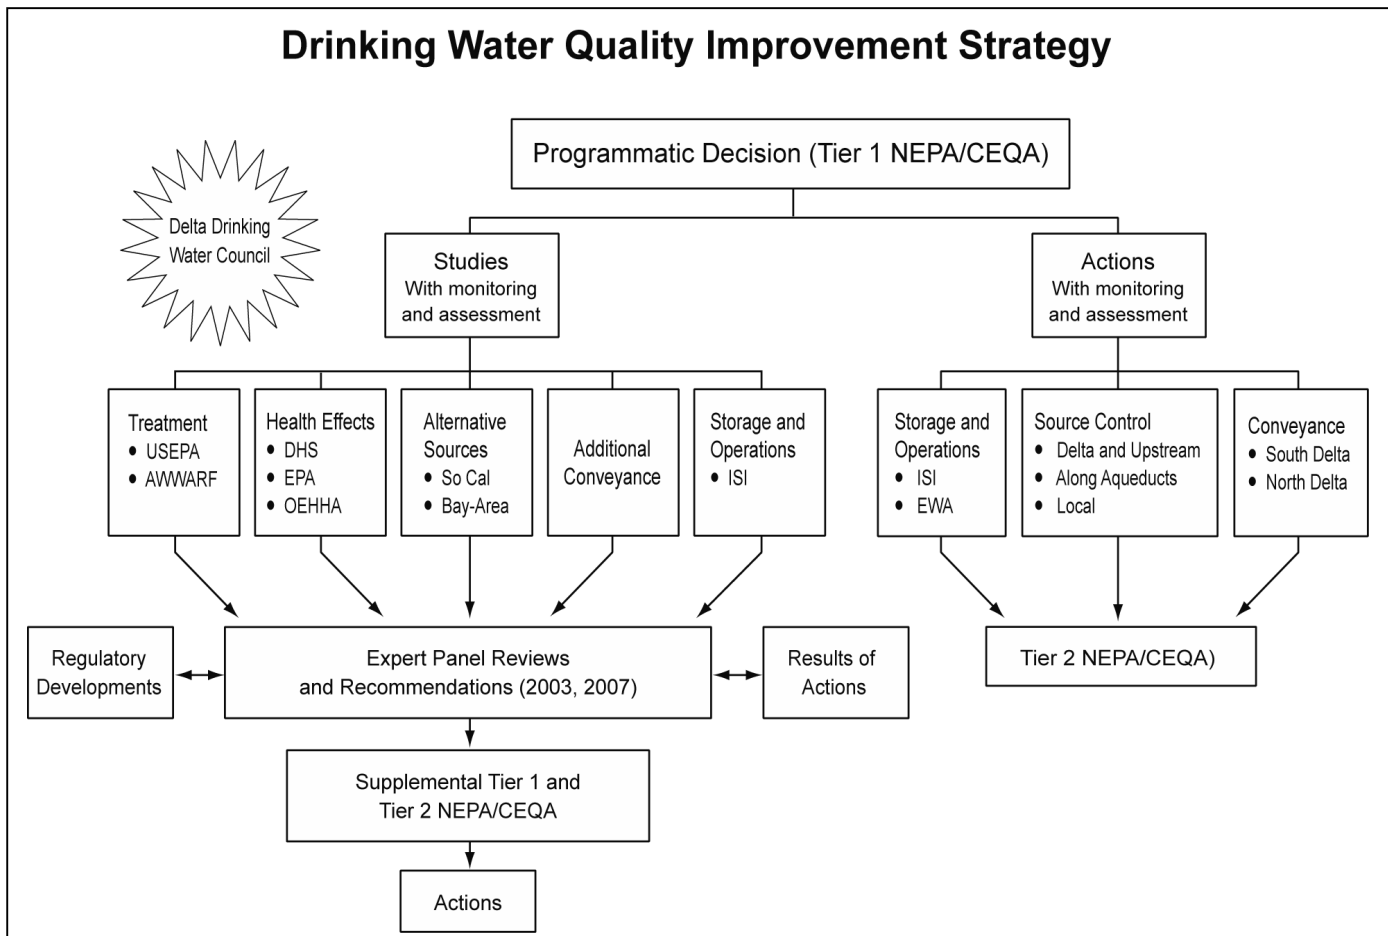 Drinking Water Quality Improvement Strategy
Programmatic Decision (Tier 1 NEPA/CEQA)
Delta Drinking
Water Council
Studies
With monitoring
and assessment
Actions
With monitoring
and assessment
Treatment
• USEPA
• AWWARF
Health Effects
• DHS
• EPA
• OEHHA
Alternative
Sources
• So Cal
• Bay-Area
Additional
Conveyance
Storage and
Operations
• ISI
Storage and
Operations
• ISI
• EWA
Source Control
• Delta and Upstream
• Along Aqueducts
• Local
Conveyance
• South Delta
• North Delta
Regulatory
Developments
Expert Panel Reviews
and Recommendations (2003, 2007)
Results of
Actions
Tier 2 NEPA/CEQA)
Supplemental Tier 1 and
Tier 2 NEPA/CEQA
Actions